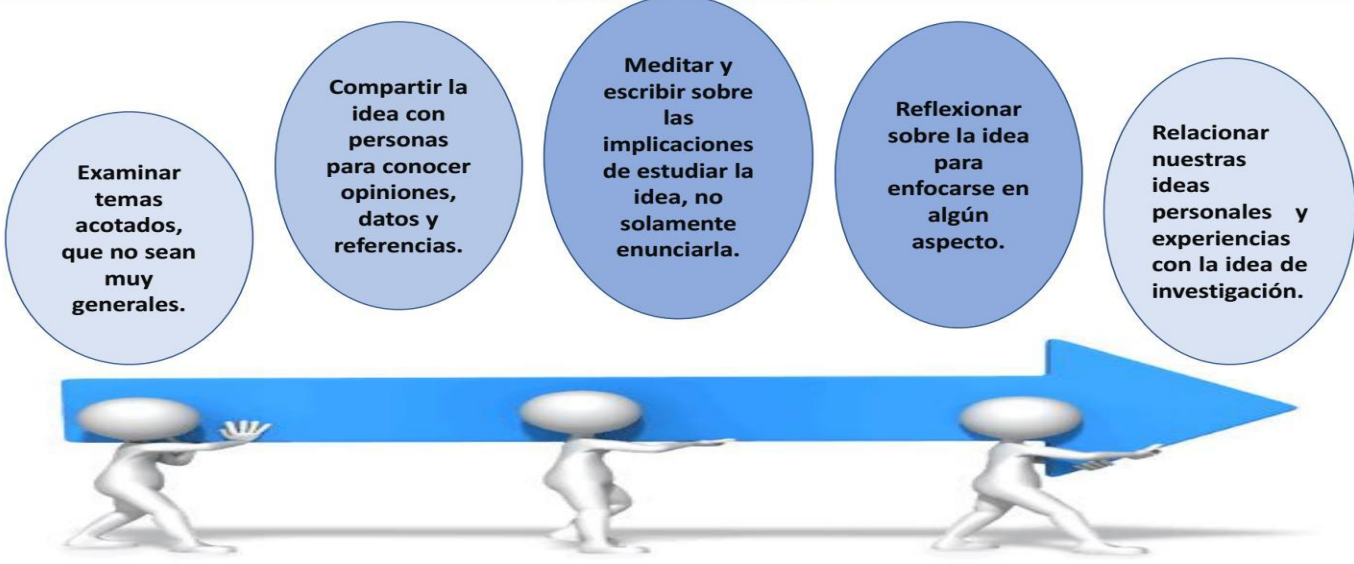 Examinar
temas
acotados,
que no sean
muy
generales.
Compartir la
idea con
personas
para conocer
opiniones,
datos y
referencias.
Meditar y
escribir sobre
las
implicaciones
de estudiar la
idea, no
solamente
enunciarla.
Reflexionar
sobre la idea
para
enfocarse en
algún
aspecto.
Relacionar
nuestras
ideas
personales y
experiencias
con la idea de
investigación.